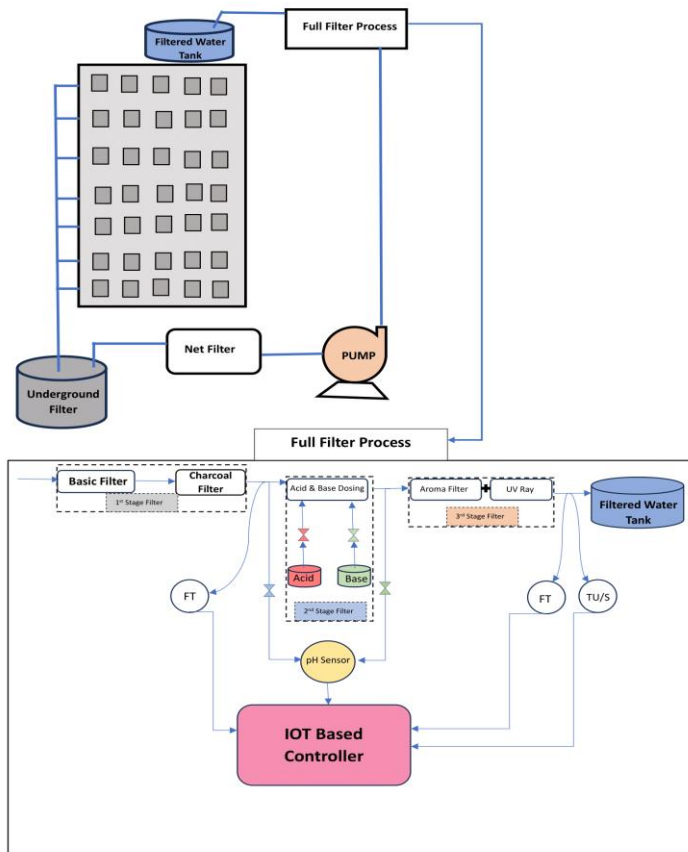 Full Filter Process
Filtered Water
Tank
Net Filter
PUMP
Underground
Filter
Full Filter Process
Basic Filter
Charcoal
Filter
1st Stage Filter
Acid & Base Dosing
Aroma Filter
UV Ray
3rd Stage Filter
Filtered Water
Tank
Acid
Base
2nd Stage Filter
FT
FT
TU/S
pH Sensor
IOT Based
Controller